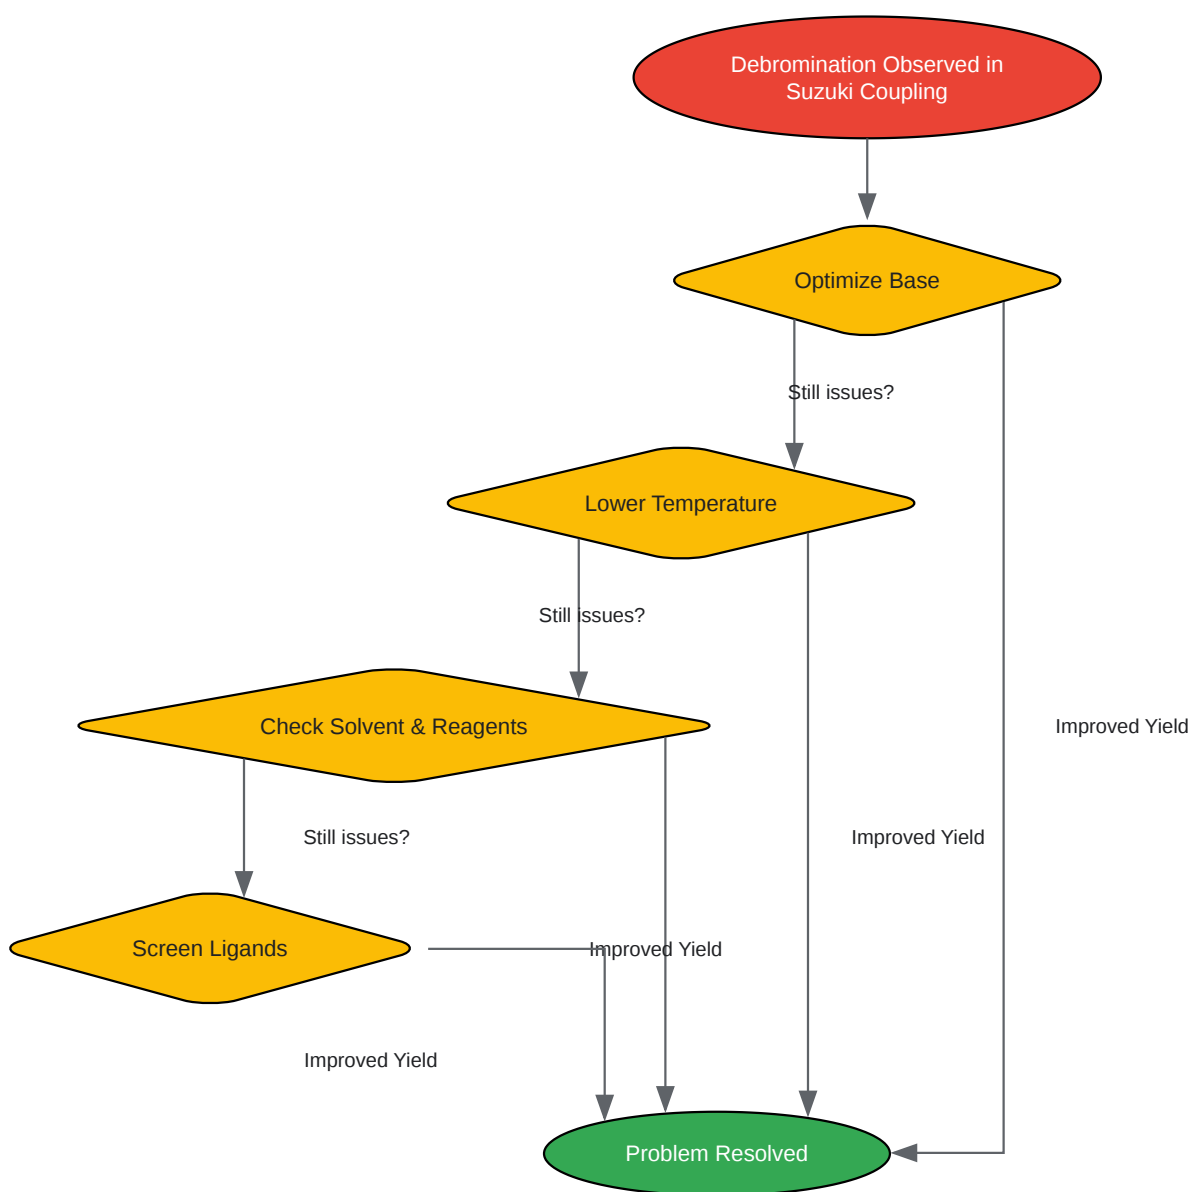 Debromination Observed in
Suzuki Coupling
Optimize Base
Still issues?
Lower Temperature
Still issues?
Check Solvent & Reagents
Improved Yield
Still issues?
Improved Yield
Screen Ligands
Improved Yield
Improved Yield
Problem Resolved